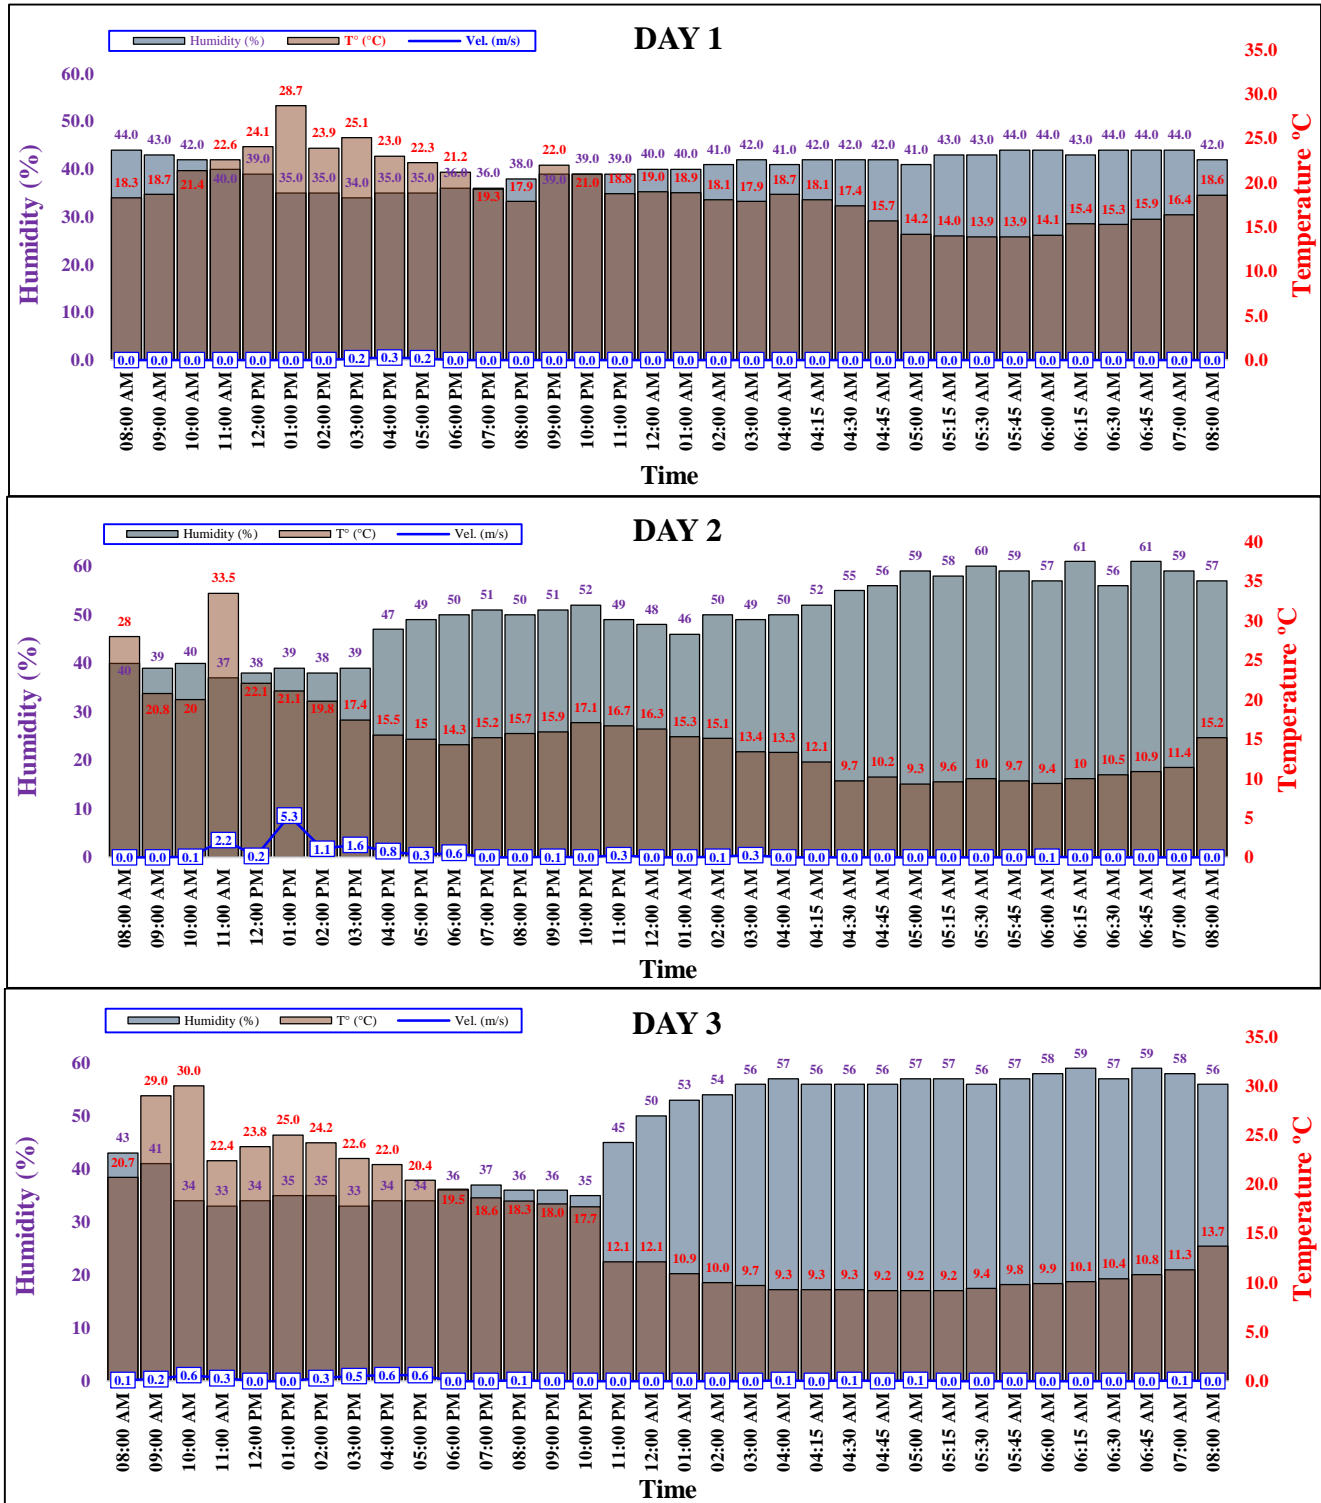 DAY 1
Humidity (%) T° (°C) Vel. (m/s)
Humidity (%)
60.0
50.0
40.0
30.0
20.0
10.0
0.0
Temperature ºC
35.0
30.0
25.0
20.0
15.0
10.0
5.0
0.0
44.0 43.0 42.0 40.0 39.0 35.0 35.0 34.0 35.0 35.0 36.0 36.0 38.0 39.0 39.0 39.0 40.0 40.0 41.0 42.0 41.0 42.0 42.0 42.0 41.0 43.0 43.0 44.0 44.0 43.0 44.0 44.0 44.0 42.0
18.3 18.7 21.4 22.6 24.1 28.7 23.9 25.1 23.0 22.3 21.2 19.3 17.9 22.0 21.0 18.8 19.0 18.9 18.1 17.9 18.7 18.1 17.4 15.7 14.2 14.0 13.9 13.9 14.1 15.4 15.3 15.9 16.4 18.6
0.0 0.0 0.0 0.0 0.0 0.0 0.0 0.2 0.3 0.2 0.0 0.0 0.0 0.0 0.0 0.0 0.0 0.0 0.0 0.0 0.0 0.0 0.0 0.0 0.0 0.0 0.0 0.0 0.0 0.0 0.0 0.0 0.0 0.0
08:00 AM 09:00 AM 10:00 AM 11:00 AM 12:00 PM 01:00 PM 02:00 PM 03:00 PM 04:00 PM 05:00 PM 06:00 PM 07:00 PM 08:00 PM 09:00 PM 10:00 PM 11:00 PM 12:00 AM 01:00 AM 02:00 AM 03:00 AM 04:00 AM 04:15 AM 04:30 AM 04:45 AM 05:00 AM 05:15 AM 05:30 AM 05:45 AM 06:00 AM 06:15 AM 06:30 AM 06:45 AM 07:00 AM 08:00 AM
Time
DAY 2
Humidity (%) T° (°C) Vel. (m/s)
Humidity (%)
60
50
40
30
20
10
0
Temperature ºC
40
35
30
25
20
15
10
5
0
40 39 40 37 38 39 38 39 47 49 50 51 50 51 52 49 48 46 50 49 50 52 55 56 59 58 60 59 57 61 56 61 59 57
28 20.8 20 33.5 22.1 21.1 19.8 17.4 15.5 15 14.3 15.2 15.7 15.9 17.1 16.7 16.3 15.3 15.1 13.4 13.3 12.1 9.7 10.2 9.3 9.6 10 9.7 9.4 10 10.5 10.9 11.4 15.2
0.0 0.0 0.1 2.2 0.2 5.3 1.1 1.6 0.8 0.3 0.6 0.0 0.0 0.1 0.0 0.3 0.0 0.0 0.1 0.3 0.0 0.0 0.0 0.0 0.0 0.0 0.0 0.0 0.1 0.0 0.0 0.0 0.0 0.0
08:00 AM 09:00 AM 10:00 AM 11:00 AM 12:00 PM 01:00 PM 02:00 PM 03:00 PM 04:00 PM 05:00 PM 06:00 PM 07:00 PM 08:00 PM 09:00 PM 10:00 PM 11:00 PM 12:00 AM 01:00 AM 02:00 AM 03:00 AM 04:00 AM 04:15 AM 04:30 AM 04:45 AM 05:00 AM 05:15 AM 05:30 AM 05:45 AM 06:00 AM 06:15 AM 06:30 AM 06:45 AM 07:00 AM 08:00 AM
Time
DAY 3
Humidity (%) T° (°C) Vel. (m/s)
Humidity (%)
60
50
40
30
20
10
0
Temperature ºC
35.0
30.0
25.0
20.0
15.0
10.0
5.0
0.0
43 41 34 33 34 35 35 33 34 34 36 37 36 36 35 45 50 53 54 56 57 56 56 56 57 57 56 57 58 59 57 59 58 56
20.7 29.0 30.0 22.4 23.8 25.0 24.2 22.6 22.0 20.4 19.5 18.6 18.3 18.0 17.7 12.1 12.1 10.9 10.0 9.7 9.3 9.3 9.3 9.2 9.2 9.2 9.4 9.8 9.9 10.1 10.4 10.8 11.3 13.7
0.1 0.2 0.6 0.3 0.0 0.0 0.3 0.5 0.6 0.6 0.0 0.0 0.1 0.0 0.0 0.0 0.0 0.0 0.0 0.0 0.1 0.0 0.1 0.0 0.1 0.0 0.0 0.0 0.0 0.0 0.0 0.0 0.1 0.0
08:00 AM 09:00 AM 10:00 AM 11:00 AM 12:00 PM 01:00 PM 02:00 PM 03:00 PM 04:00 PM 05:00 PM 06:00 PM 07:00 PM 08:00 PM 09:00 PM 10:00 PM 11:00 PM 12:00 AM 01:00 AM 02:00 AM 03:00 AM 04:00 AM 04:15 AM 04:30 AM 04:45 AM 05:00 AM 05:15 AM 05:30 AM 05:45 AM 06:00 AM 06:15 AM 06:30 AM 06:45 AM 07:00 AM 08:00 AM
Time